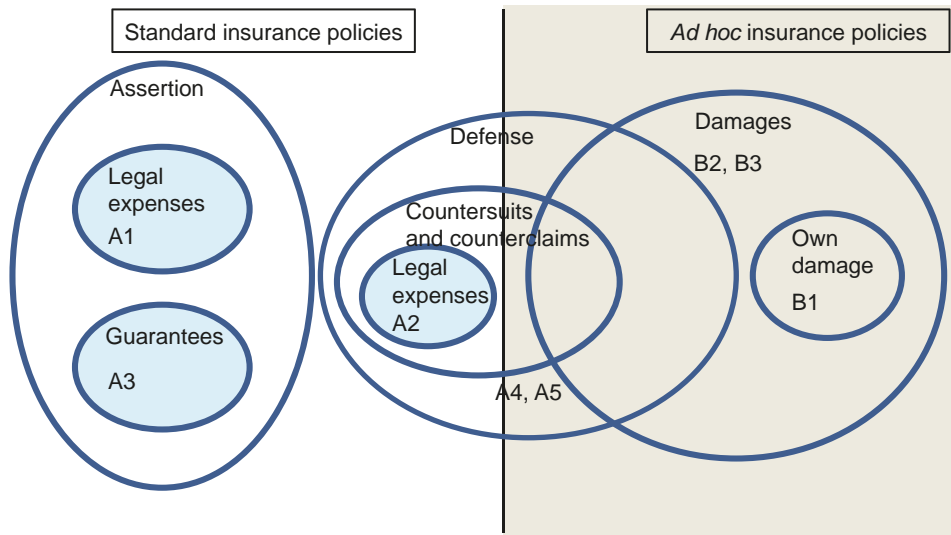 Standard insurance policies
Ad hoc insurance policies
Assertion
Legal
expenses
A1
Guarantees
A3
Defense
Countersuits
and counterclaims
Legal
expenses
A2
A4, A5
Damages
B2, B3
Own
damage
B1